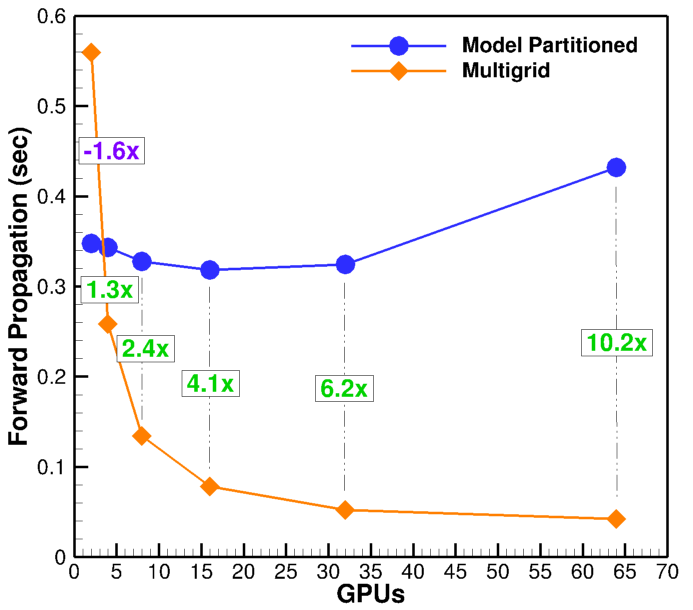 0.6
Model Partitioned
Multigrid
0.5
-1.6x
0.4
0.3
1.3x
2.4x
10.2x
4.1x
6.2x
0.2
0.1
0
Forward Propagation (sec)
0 5 10 15 20 25 30 35 40 45 50 55 60 65 70
GPUs